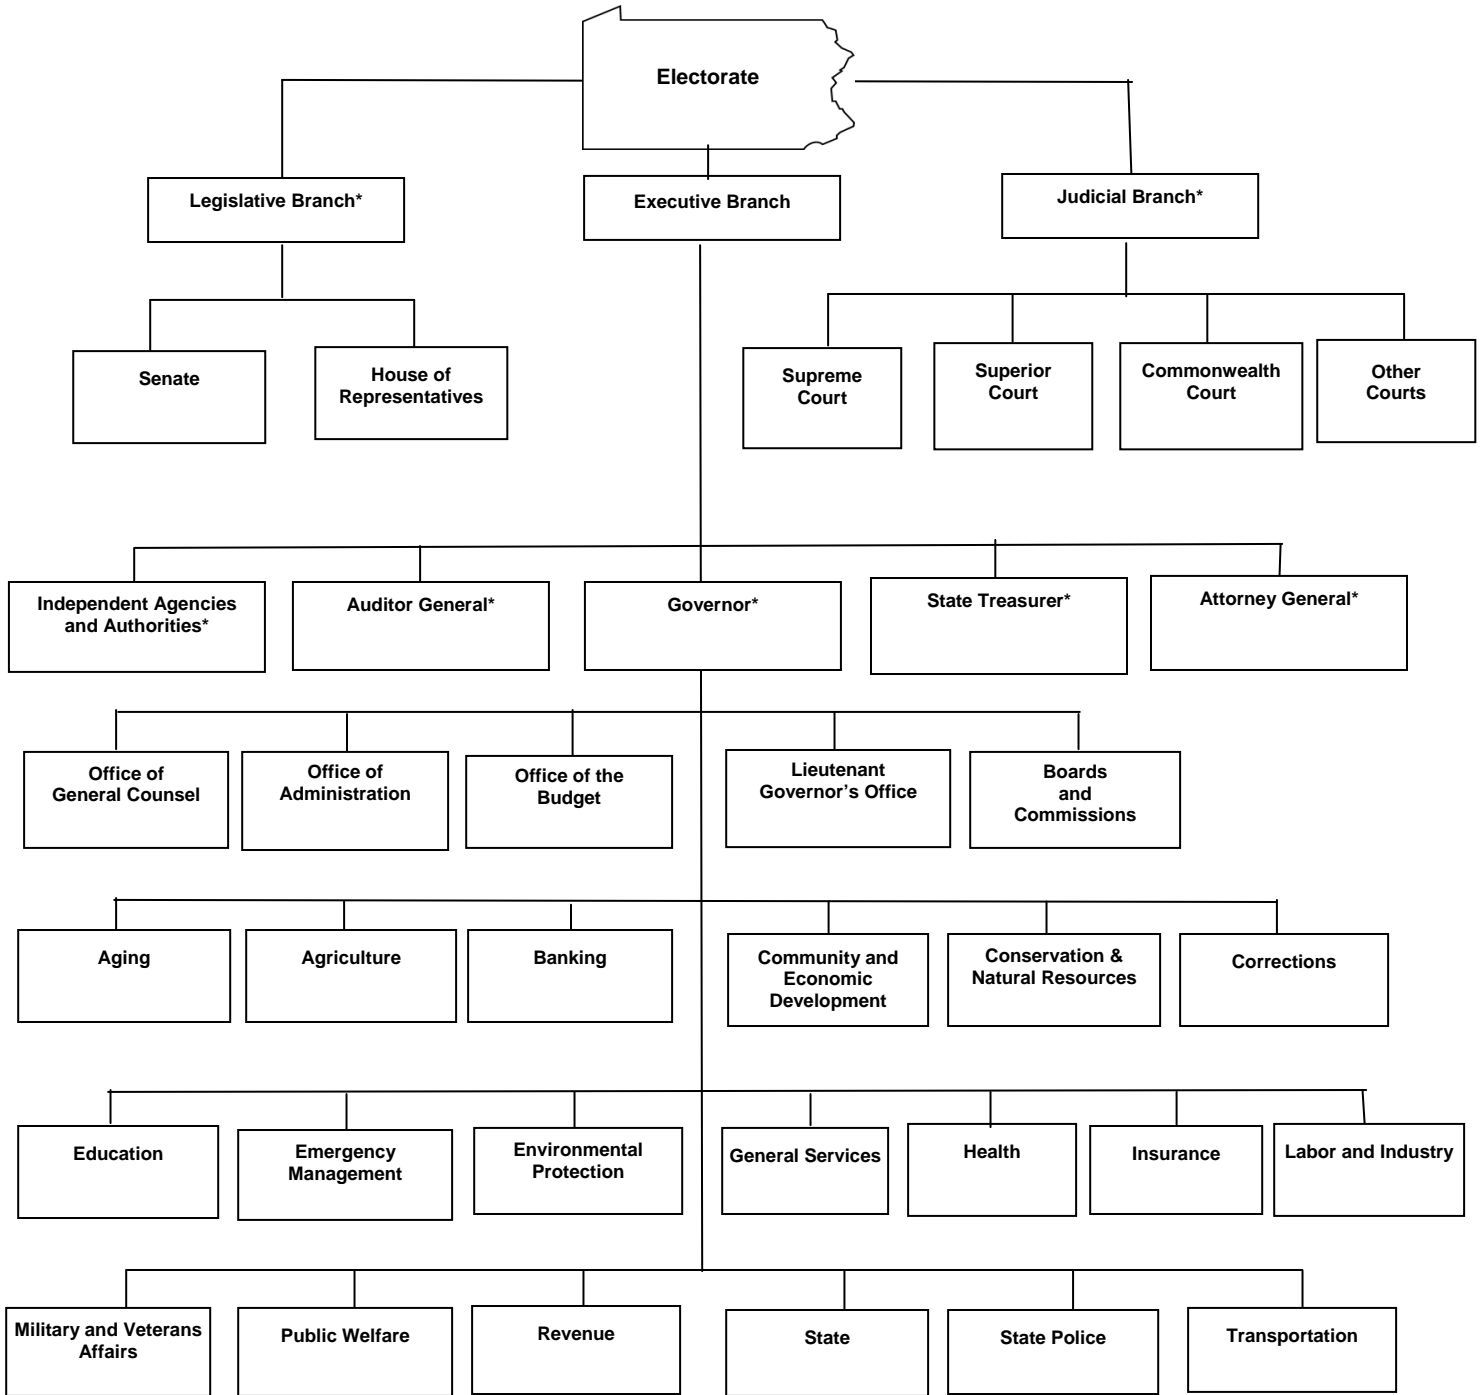 Electorate
Legislative Branch*
Executive Branch
Judicial Branch*
Senate
House of
Representatives
Supreme
Court
Superior
Court
Commonwealth
Court
Other
Courts
Independent Agencies
and Authorities*
Auditor General*
Governor*
State Treasurer*
Attorney General*
Office of
General Counsel
Office of
Administration
Office of the
Budget
Lieutenant
Governor’s Office
Boards
and
Commissions
Aging
Agriculture
Banking
Community and
Economic
Development
Conservation &
Natural Resources
Corrections
Education
Emergency
Management
Environmental
Protection
General Services
Health
Insurance
Labor and Industry
Military and Veterans
Affairs
Public Welfare
Revenue
State
State Police
Transportation